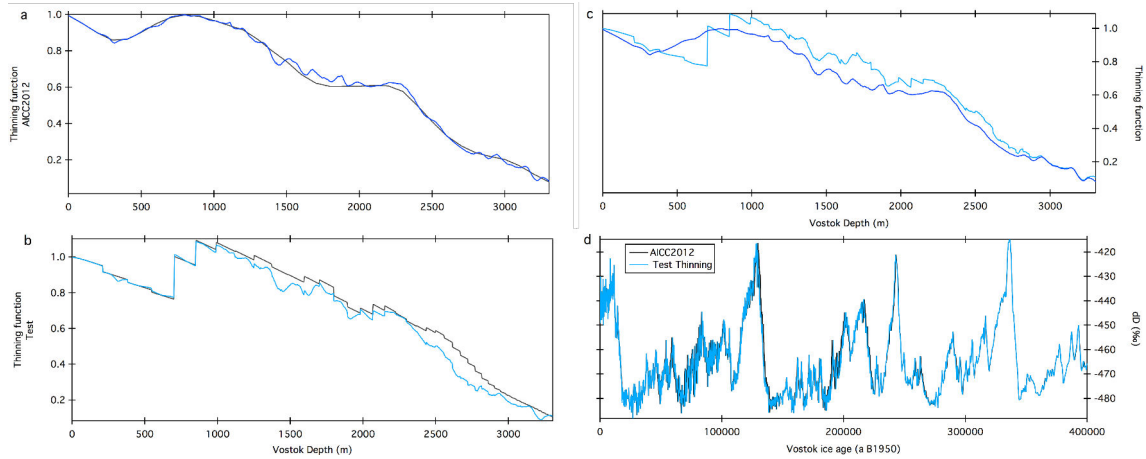 a
1.0
0.8
0.6
0.4
0.2
Thinning function
AICC2012
0 500 1000 1500 2000 2500 3000
Vostok Depth (m)
b
1.0
0.8
0.6
0.4
0.2
Thinning function
Test
0 500 1000 1500 2000 2500 3000
Vostok Depth (m)
c
1.0
0.8
0.6
0.4
0.2
Thinning function
0 500 1000 1500 2000 2500 3000
Vostok Depth (m)
d
AICC2012
Test Thinning
-420
-430
-440
-450
-460
-470
-480
dD (‰)
0 100000 200000 300000 400000
Vostok ice age (a B1950)